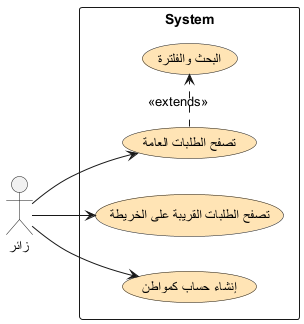 System
البحث والفلترة
«extends»
تصفح الطلبات العامة
تصفح الطلبات القريبة على الخريطة
زائر
إنشاء حساب كمواطن